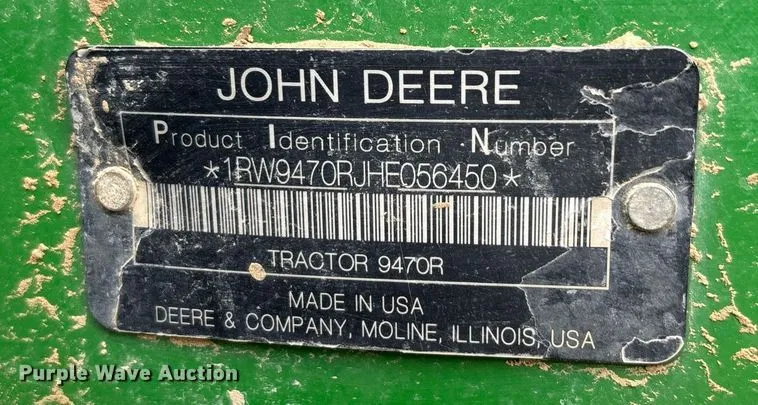 JOHN DEERE
Product Identification Number
*1RW9470RJHE056450*
TRACTOR 9470R
MADE IN USA
DEERE & COMPANY, MOLINE, ILLINOIS, USA
Purple Wave Auction